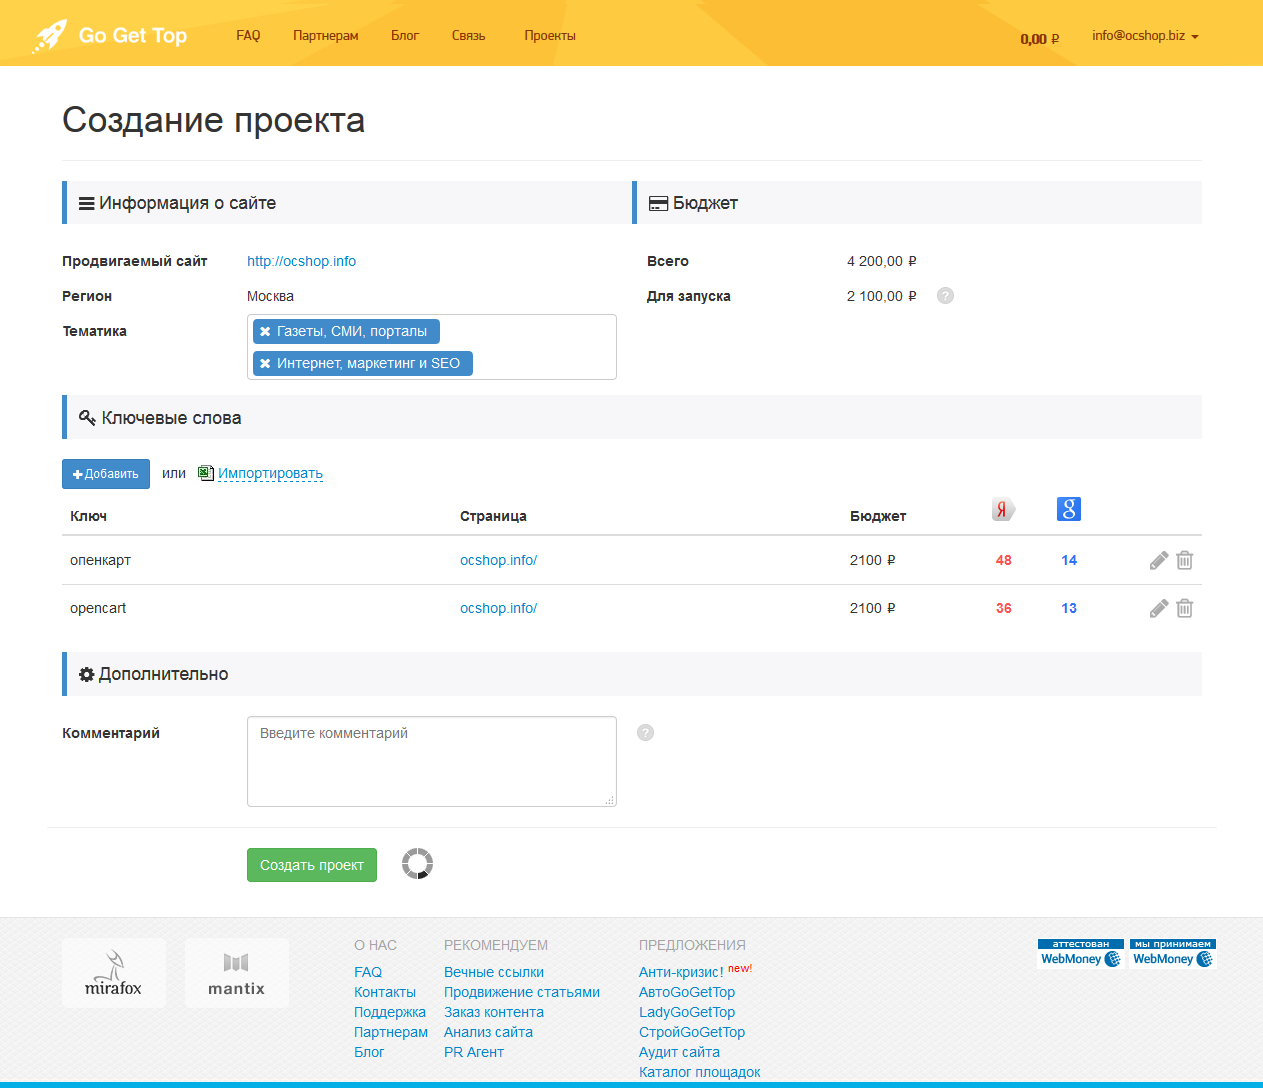 Go Get Top FAQ Партнерам Блог Связь Проекты 0,00 ₽ info@ocshop.biz
Создание проекта
Информация о сайте
Бюджет
Продвигаемый сайт http://ocshop.info
Всего 4 200,00 ₽
Регион Москва
Для запуска 2 100,00 ₽ ?
Тематика
Газеты, СМИ, порталы
Интернет, маркетинг и SEO
Ключевые слова
Добавить или Импортировать
Ключ Страница Бюджет Я g
опенкарт ocshop.info/ 2100 ₽ 48 14
opencart ocshop.info/ 2100 ₽ 36 13
Дополнительно
Комментарий Введите комментарий ?
Создать проект
mirafox
mantix
О НАС
FAQ
Контакты
Поддержка
Партнерам
Блог
РЕКОМЕНДУЕМ
Вечные ссылки
Продвижение статьями
Заказ контента
Анализ сайта
PR Агент
ПРЕДЛОЖЕНИЯ
Анти-кризис! new!
АвтоGoGetTop
LadyGoGetTop
СтройGoGetTop
Аудит сайта
Каталог площадок
аттестован
WebMoney
мы принимаем
WebMoney